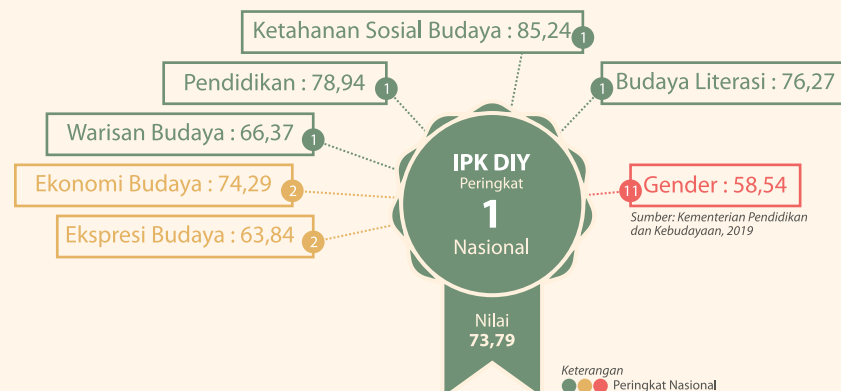 Ketahanan Sosial Budaya : 85,24
1
Pendidikan : 78,94
1
1
Budaya Literasi : 76,27
Warisan Budaya : 66,37
1
Ekonomi Budaya : 74,29
2
Ekspresi Budaya : 63,84
2
IPK DIY
Peringkat
1
Nasional
11
Gender : 58,54
Sumber: Kementerian Pendidikan
dan Kebudayaan, 2019
Nilai
73,79
Keterangan
Peringkat Nasional